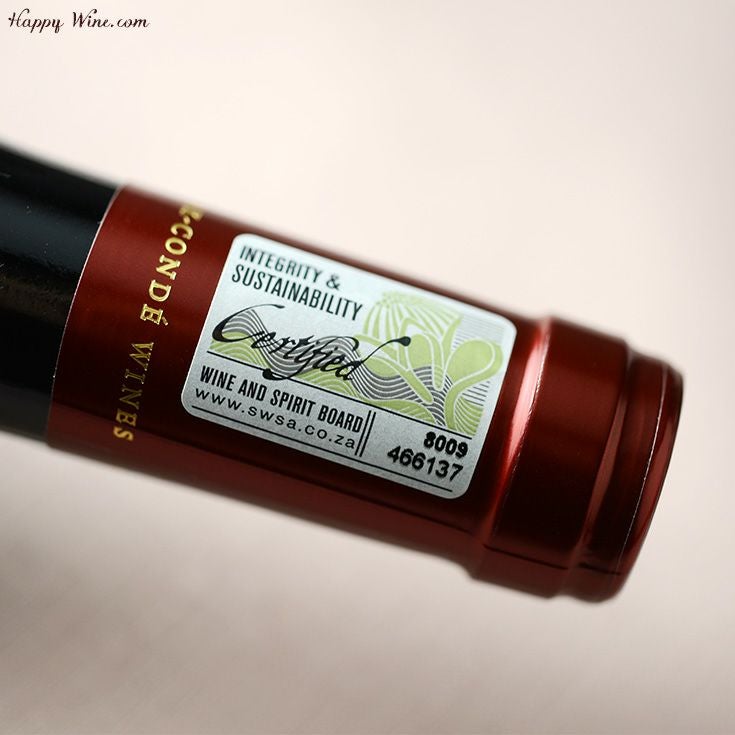 Happy Wine.com
CONDÉ WINES
INTEGRITY &
SUSTAINABILITY
Certified
WINE AND SPIRIT BOARD
www.swsa.co.za
8009
466137